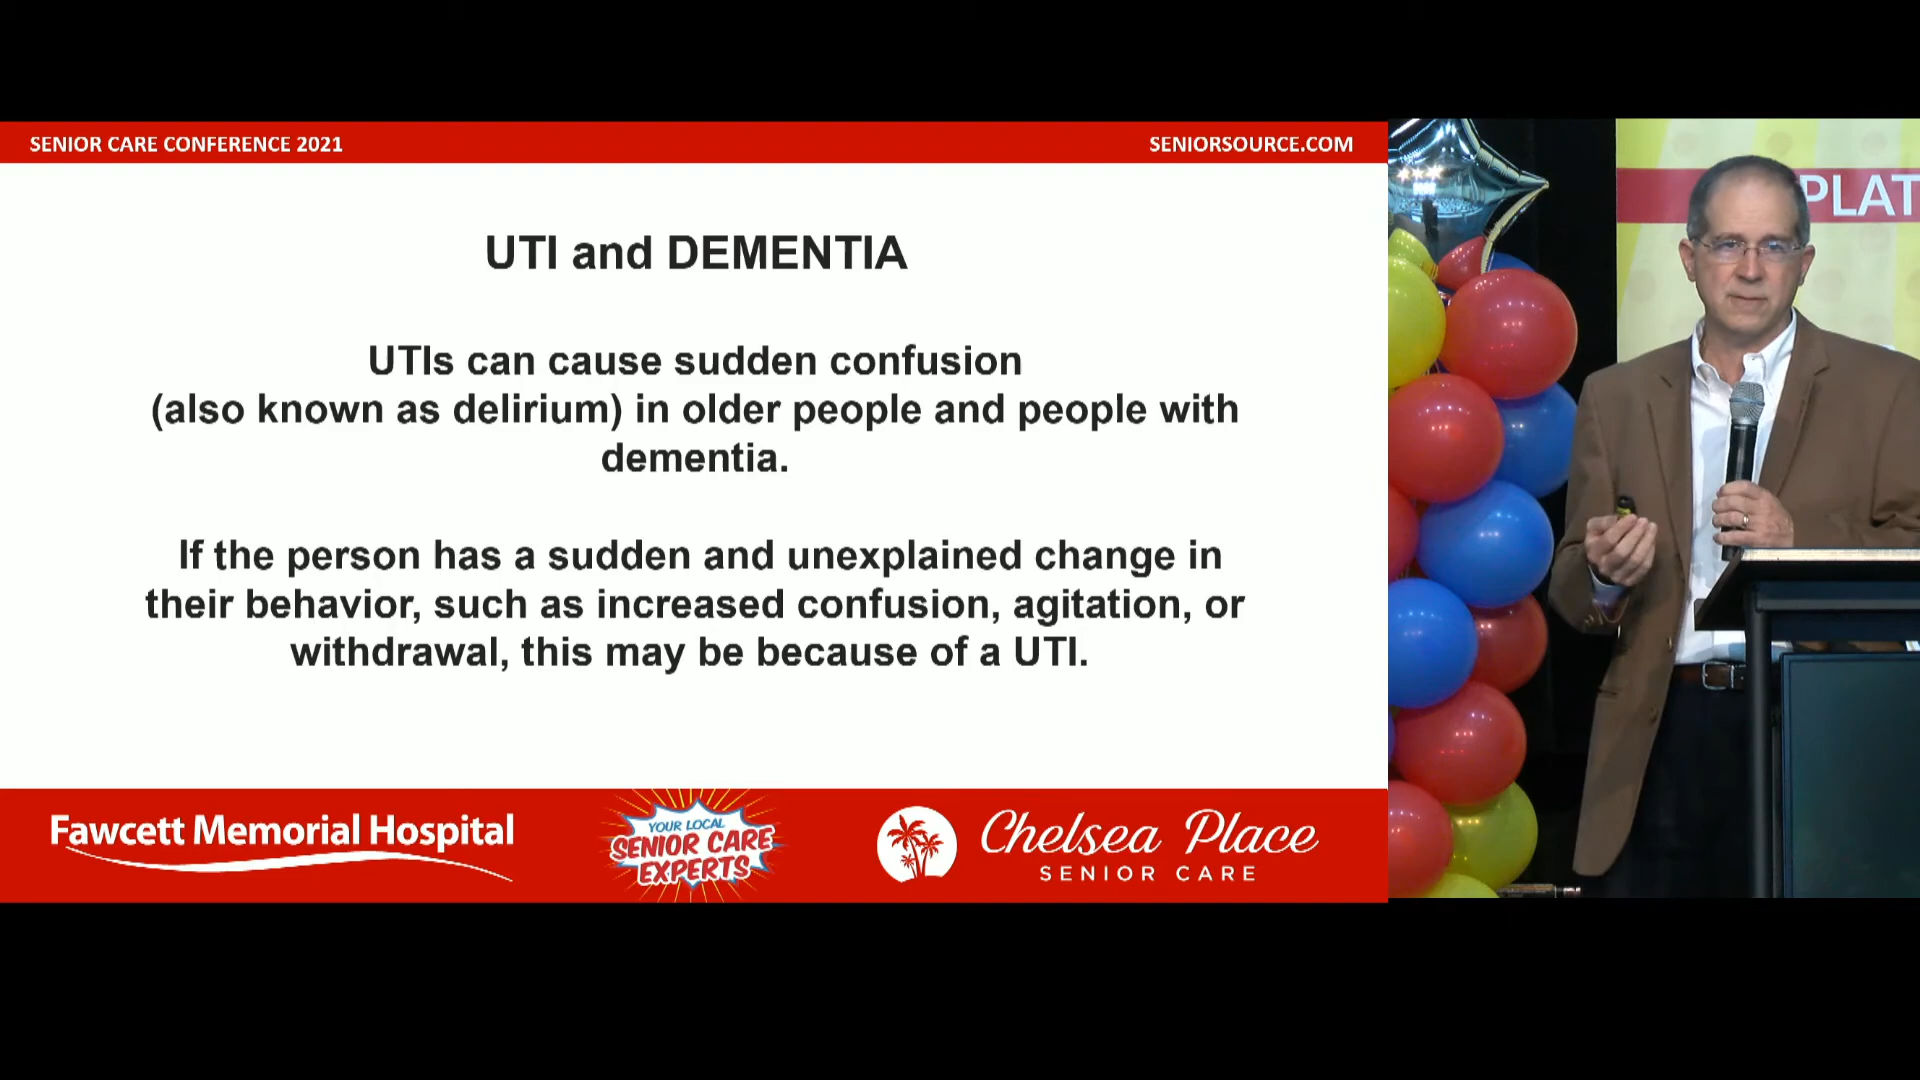 SENIOR CARE CONFERENCE 2021
SENIORSOURCE.COM
UTI and DEMENTIA
UTIs can cause sudden confusion
(also known as delirium) in older people and people with
dementia.
If the person has a sudden and unexplained change in
their behavior, such as increased confusion, agitation, or
withdrawal, this may be because of a UTI.
Fawcett Memorial Hospital
YOUR LOCAL
SENIOR CARE
EXPERTS
Chelsea Place
SENIOR CARE
PLAT